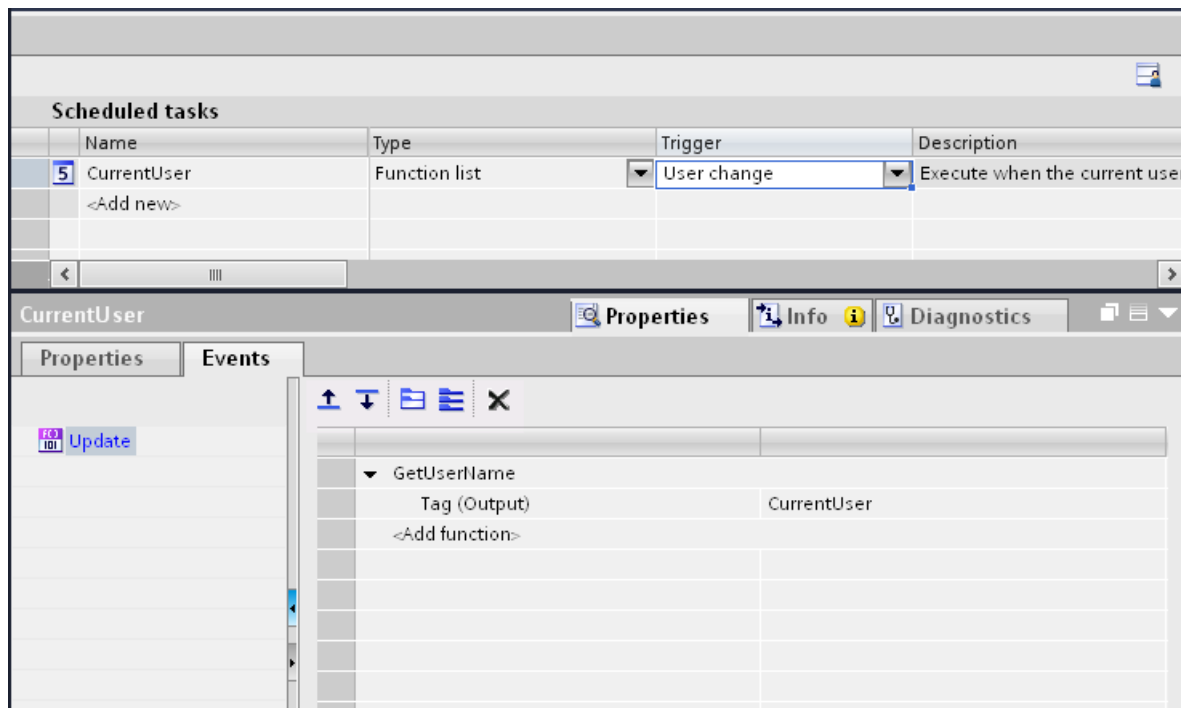 Scheduled tasks
Name Type Trigger Description
5 CurrentUser Function list User change Execute when the current use
<Add new>
CurrentUser Properties Info Diagnostics
Properties Events
Update
GetUserName
Tag (Output) CurrentUser
<Add function>